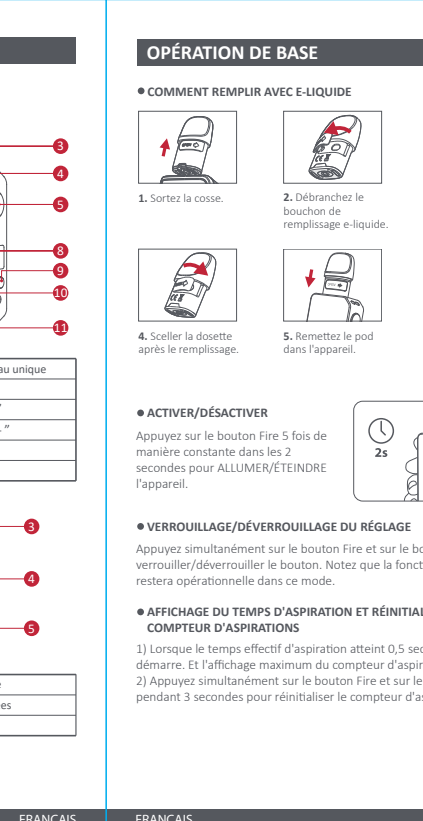 3
4
5
8
9
10
11
au unique
”
3
4
5
es
FRANÇAIS
OPÉRATION DE BASE
● COMMENT REMPLIR AVEC E-LIQUIDE
1. Sortez la cosse.
2. Débranchez le
bouchon de
remplissage e-liquide.
4. Sceller la dosette
après le remplissage.
5. Remettez le pod
dans l'appareil.
● ACTIVER/DÉSACTIVER
Appuyez sur le bouton Fire 5 fois de
manière constante dans les 2
secondes pour ALLUMER/ÉTEINDRE
l'appareil.
2s
● VERROUILLAGE/DÉVERROUILLAGE DU RÉGLAGE
Appuyez simultanément sur le bouton Fire et sur le bo
verrouiller/déverrouiller le bouton. Notez que la fonct
restera opérationnelle dans ce mode.
● AFFICHAGE DU TEMPS D'ASPIRATION ET RÉINITIAL
COMPTEUR D'ASPIRATIONS
1) Lorsque le temps effectif d'aspiration atteint 0,5 sec
démarre. Et l'affichage maximum du compteur d'aspir
2) Appuyez simultanément sur le bouton Fire et sur le
pendant 3 secondes pour réinitialiser le compteur d'as
FRANÇAIS